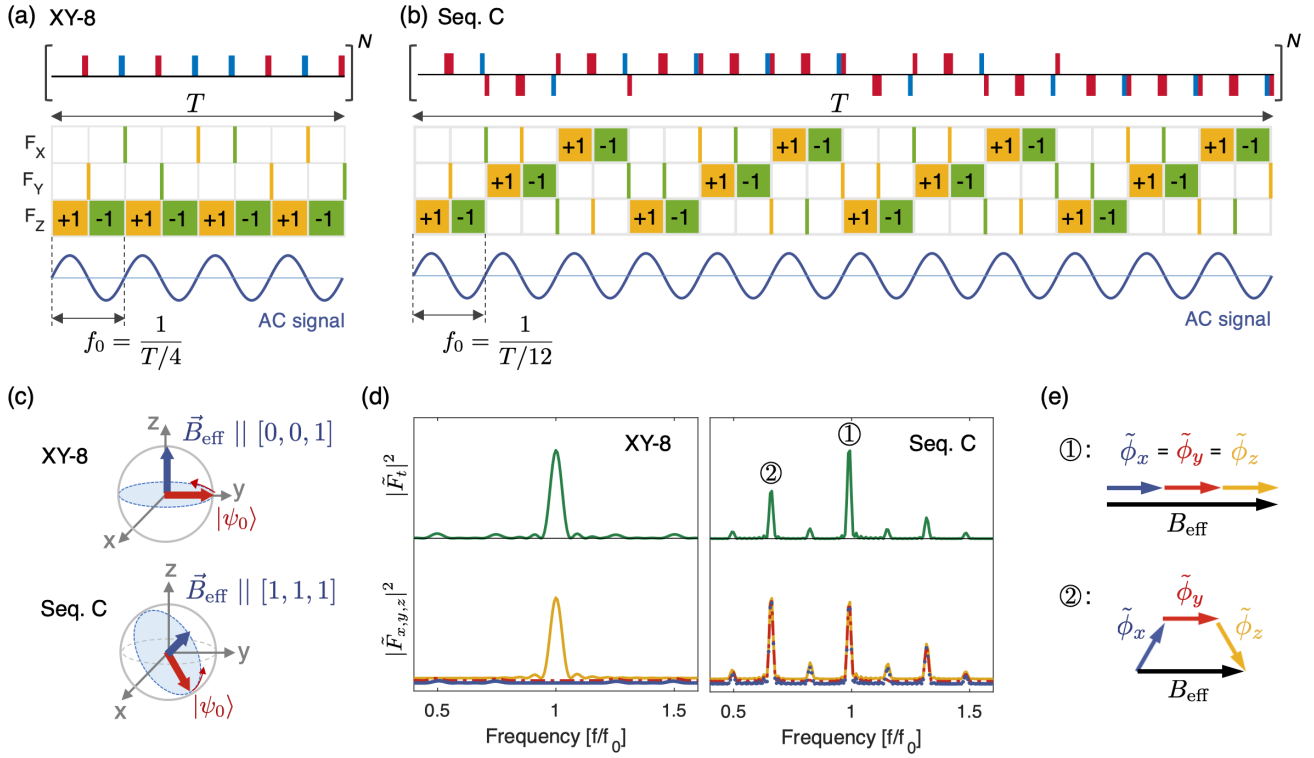 (a) XY-8
N
T
F_X
F_Y
F_Z +1 -1 +1 -1 +1 -1 +1 -1
AC signal
f_0 = 1 / T/4
(b) Seq. C
N
T
+1 -1 +1 -1 +1 -1 +1 -1
+1 -1 +1 -1 +1 -1 +1 -1
+1 -1 +1 -1 +1 -1 +1 -1
AC signal
f_0 = 1 / T/12
(c)
XY-8
z
B⃗_eff || [0, 0, 1]
y
|ψ_0⟩
x
Seq. C
z
B⃗_eff || [1, 1, 1]
y
|ψ_0⟩
x
(d)
|F̃_t|^2
XY-8
Seq. C
①
②
|F̃_{x,y,z}|^2
0.5 1 1.5
0.5 1 1.5
Frequency [f/f_0]
Frequency [f/f_0]
(e)
①: ϕ̃_x = ϕ̃_y = ϕ̃_z
B_eff
②: ϕ̃_x ϕ̃_y ϕ̃_z
B_eff